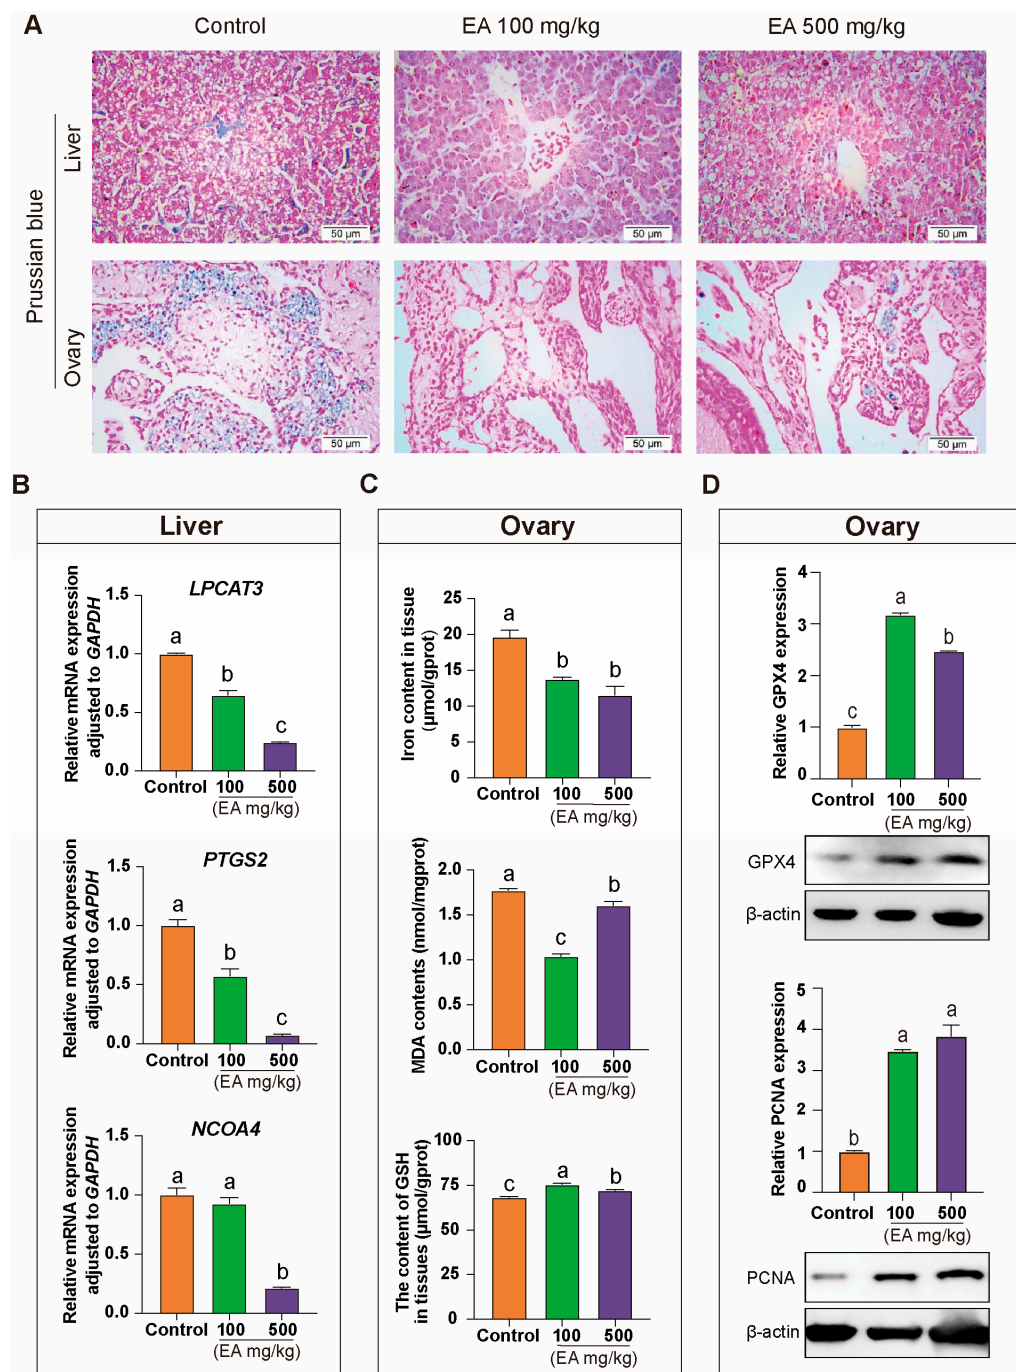 A
Control
EA 100 mg/kg
EA 500 mg/kg
Prussian blue
Liver
50 µm
50 µm
50 µm
Ovary
50 µm
50 µm
50 µm
B
Liver
Relative mRNA expression
adjusted to GAPDH
LPCAT3
1.5
1.0
0.5
0.0
a
b
c
Control
100
500
(EA mg/kg)
Relative mRNA expression
adjusted to GAPDH
PTGS2
1.5
1.0
0.5
0.0
a
b
c
Control
100
500
(EA mg/kg)
Relative mRNA expression
adjusted to GAPDH
NCOA4
1.5
1.0
0.5
0.0
a
a
b
Control
100
500
(EA mg/kg)
C
Ovary
Iron content in tissue
(µmol/gprot)
25
20
15
10
5
0
a
b
b
Control
100
500
(EA mg/kg)
MDA contents (nmol/mgprot)
2.0
1.5
1.0
0.5
0.0
a
c
b
Control
100
500
(EA mg/kg)
The content of GSH
in tissues (µmol/gprot)
100
75
50
25
0
c
a
b
Control
100
500
(EA mg/kg)
D
Ovary
Relative GPX4 expression
4
3
2
1
0
c
a
b
Control
100
500
(EA mg/kg)
GPX4
β-actin
Relative PCNA expression
5
4
3
2
1
0
b
a
a
Control
100
500
(EA mg/kg)
PCNA
β-actin